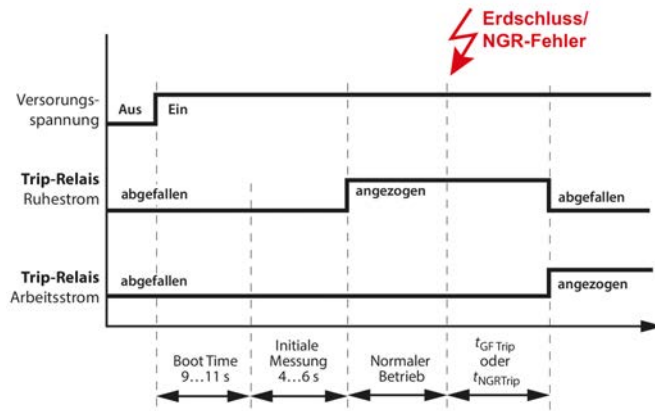 Erdschluss/
NGR-Fehler
Versorungs-
spannung
Aus
Ein
Trip-Relais
Ruhestrom
abgefallen
angezogen
abgefallen
Trip-Relais
Arbeitsstrom
abgefallen
angezogen
Boot Time
9…11 s
Initiale
Messung
4…6 s
Normaler
Betrieb
tGF Trip
oder
tNGRTrip